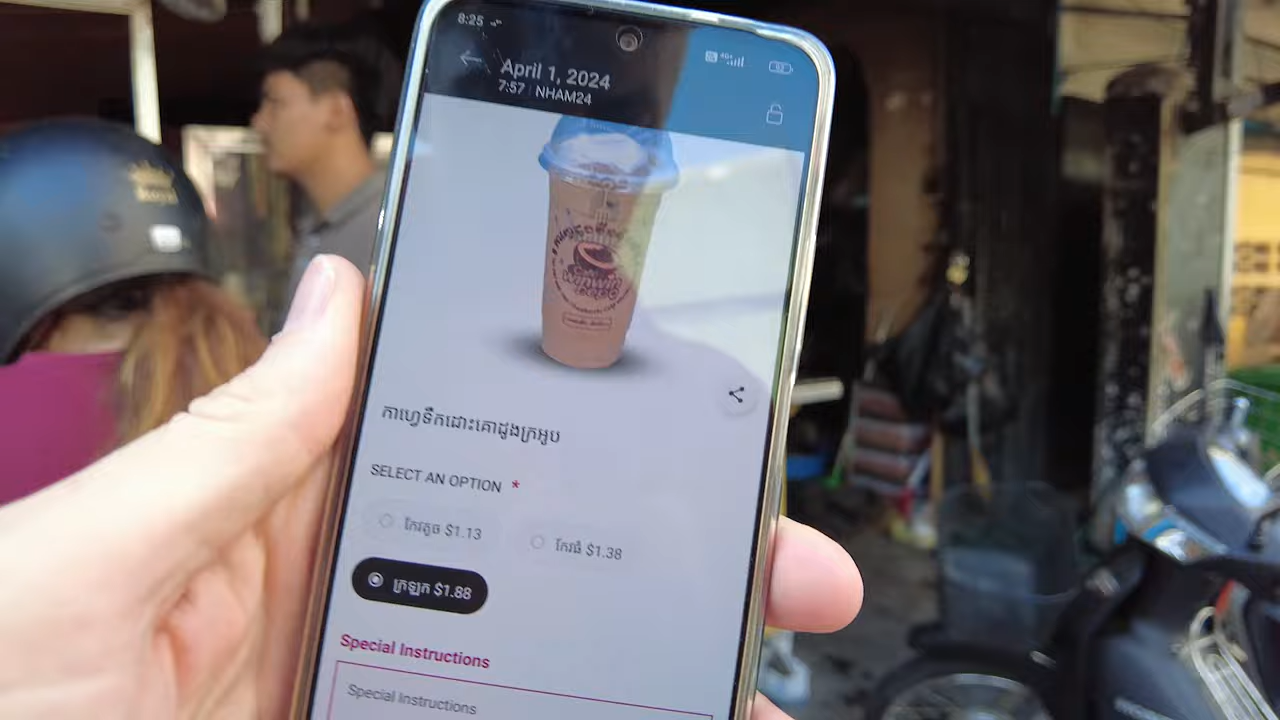 8:25
April 1, 2024
7:57 NHAM24
កាហ្វេទឹកដោះគោដូងក្រអូប
SELECT AN OPTION *
កែវតូច $1.13
កែវធំ $1.38
ក្រឡុក $1.88
Special Instructions
Special Instructions